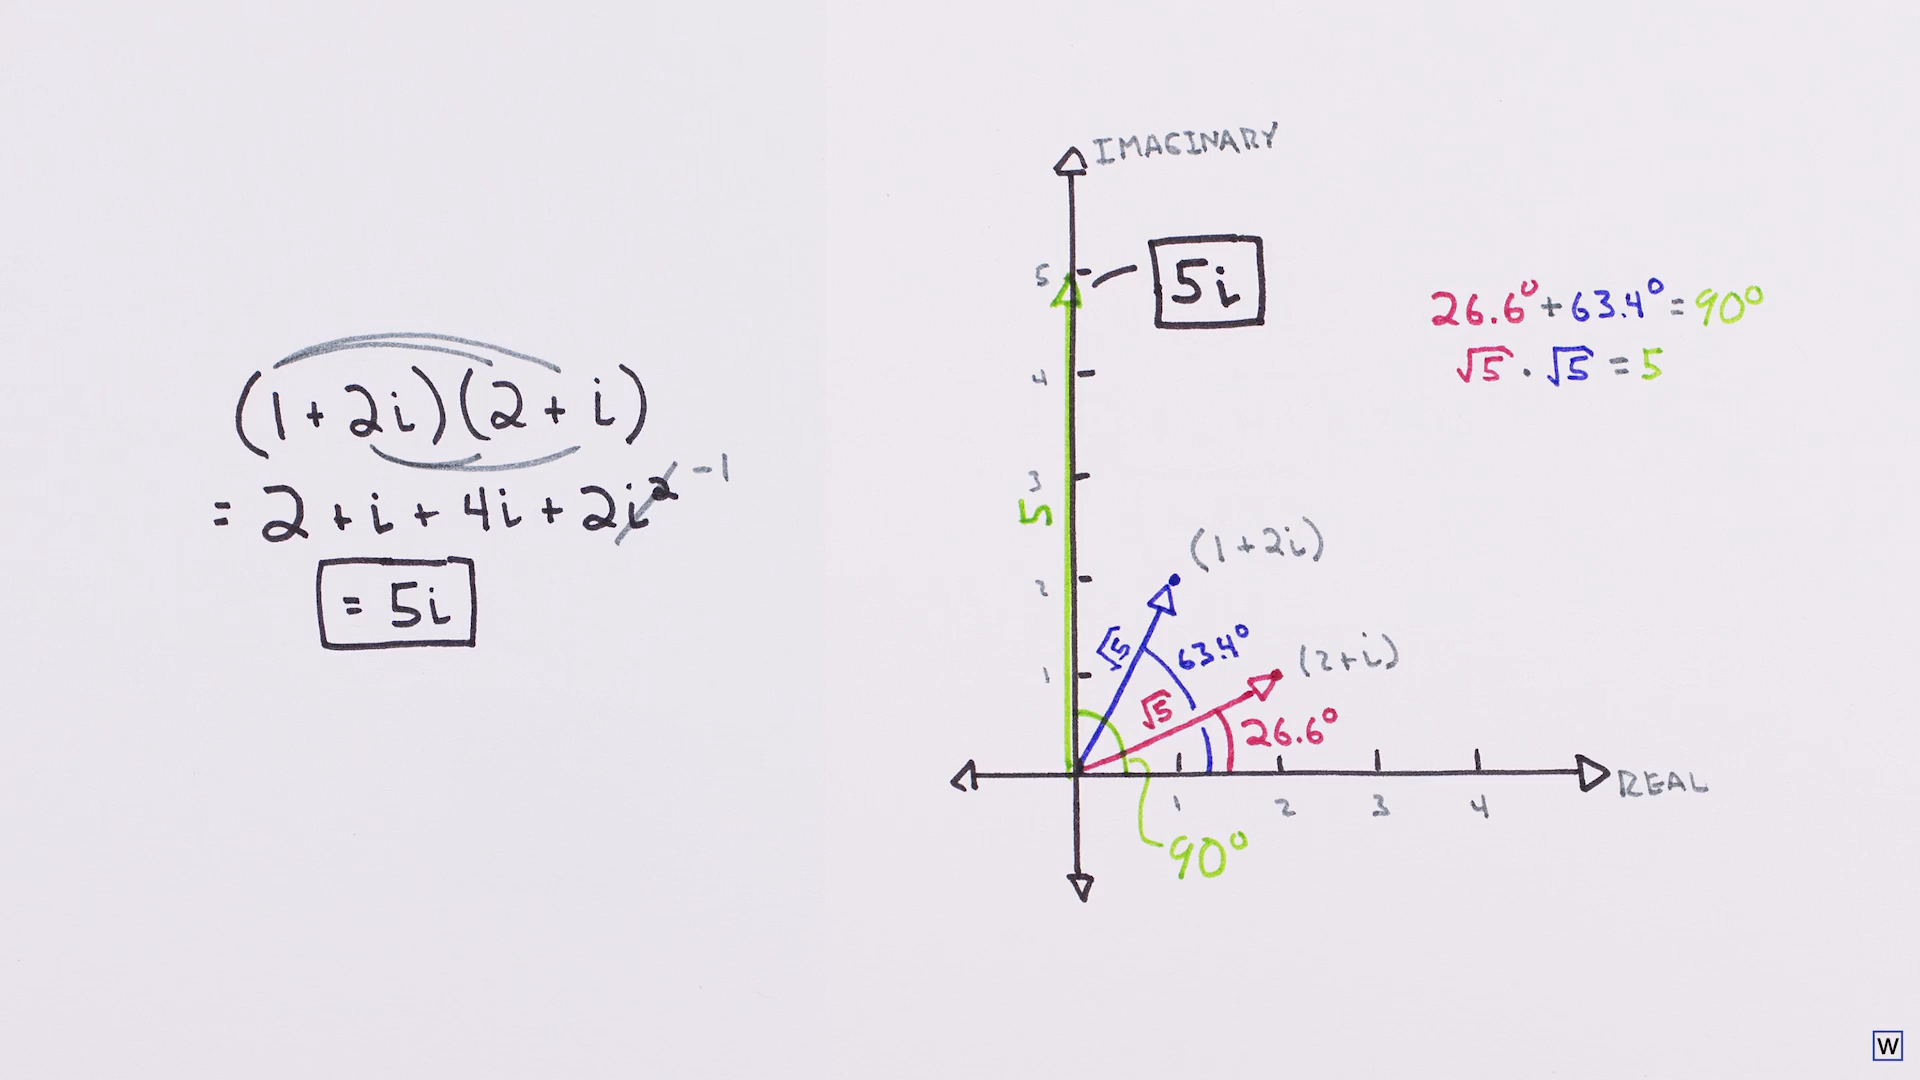 (1+2i)(2+i)
= 2 + i + 4i + 2i² -1
= 5i
IMAGINARY
5
5i
26.6°+63.4°=90°
√5 · √5 = 5
4
3
5
(1+2i)
2
√5
63.4°
(2+i)
1
√5
26.6°
REAL
1 2 3 4
90°
W